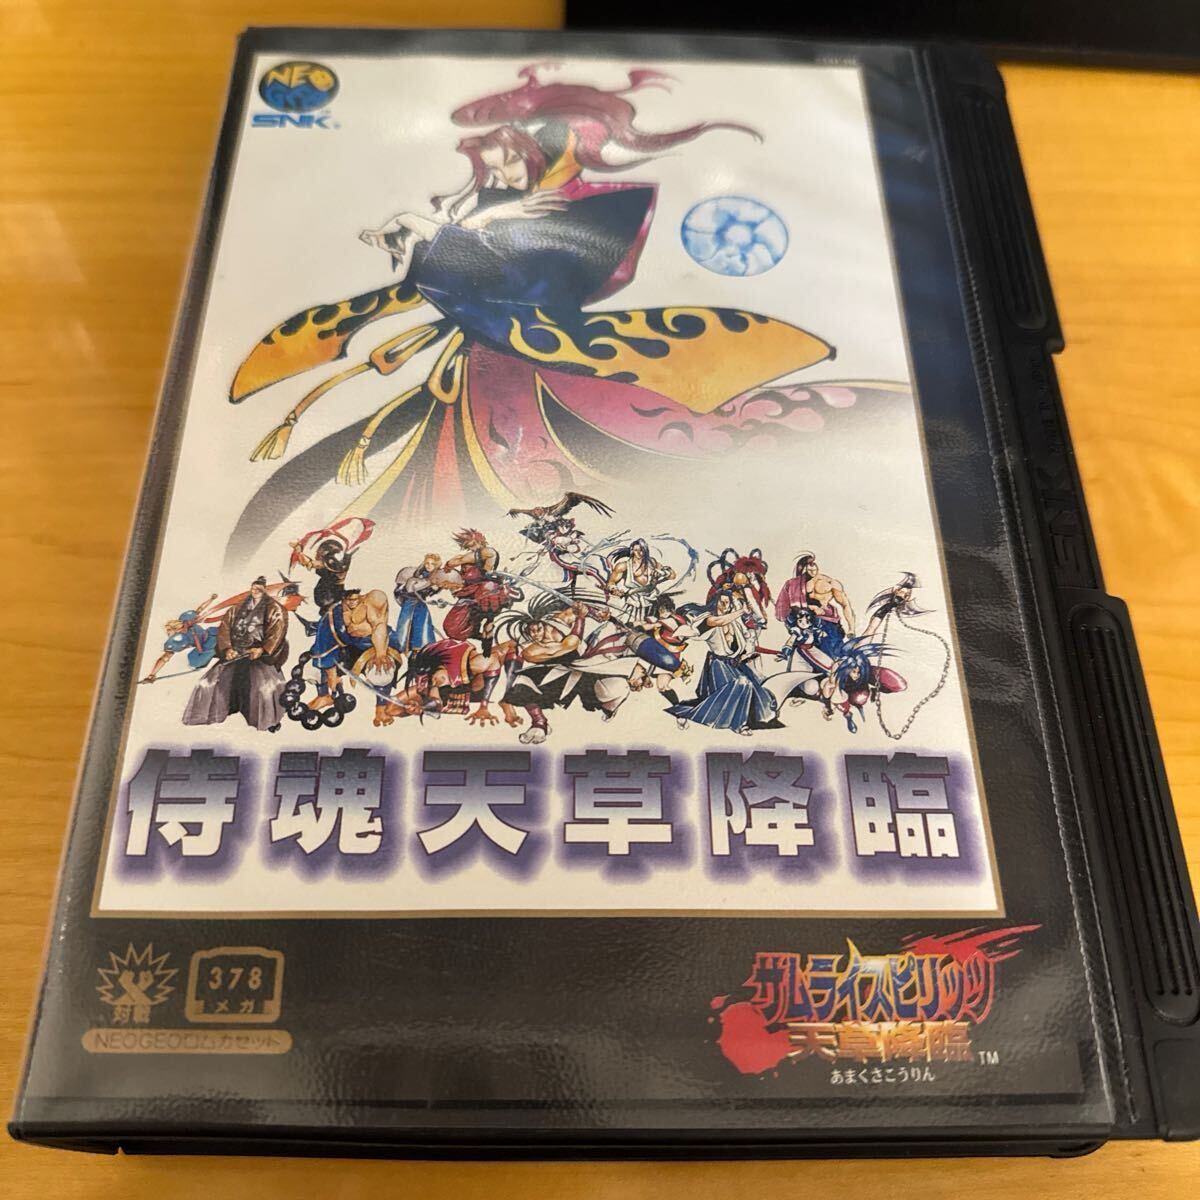 NEO
GEO
SNK
侍魂天草降臨
対戦
378
メガ
NEOGEOロムカセット
サムライスピリッツ
天草降臨
TM
あまくさこうりん
SNK